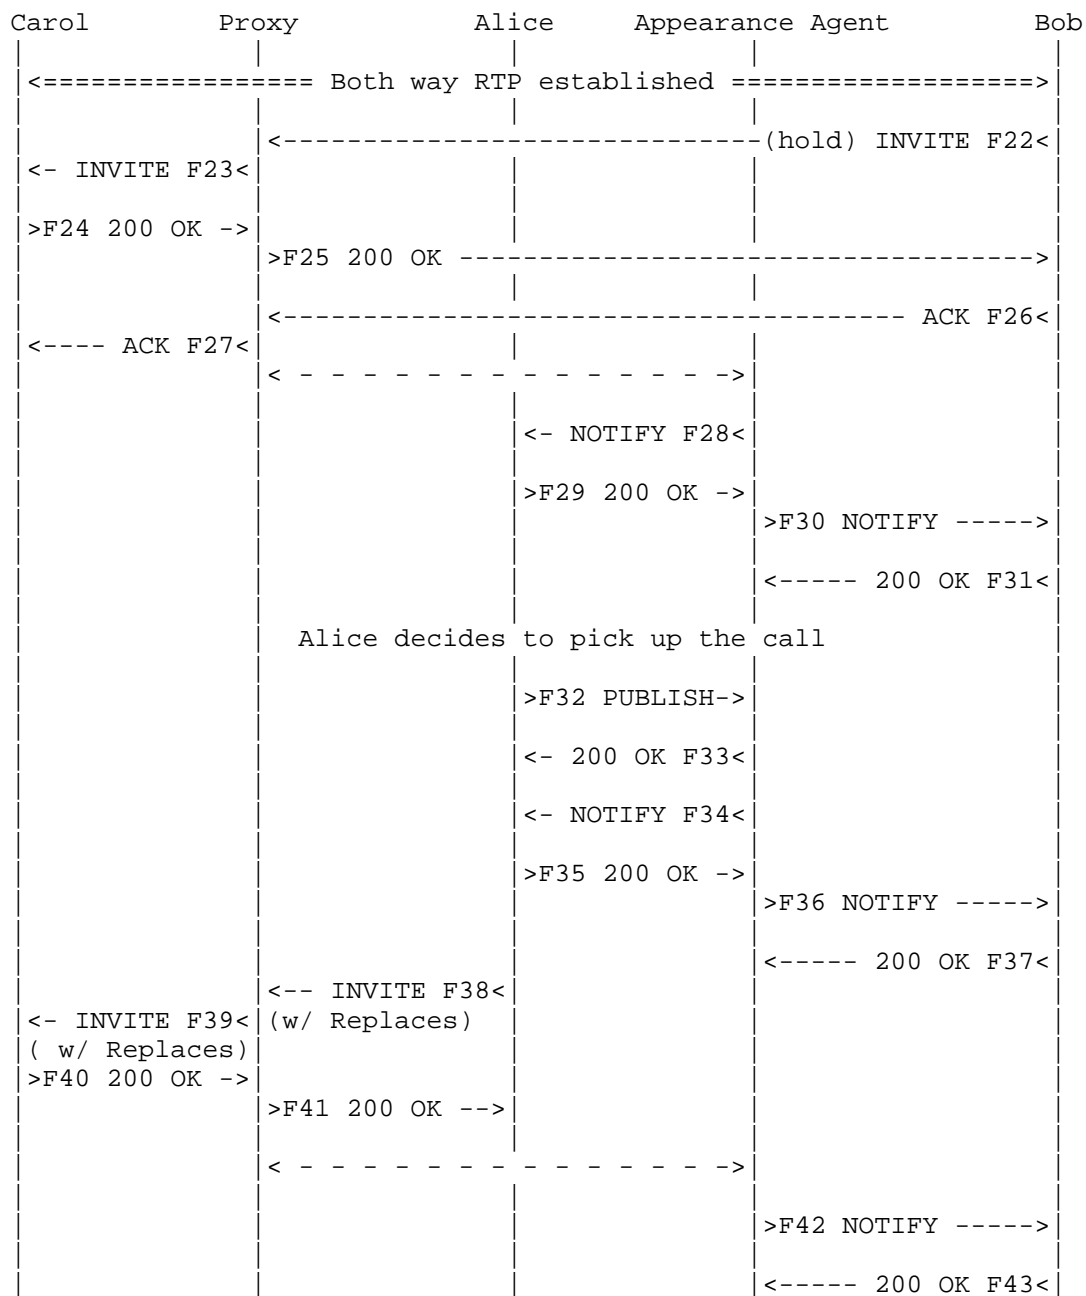 Carol Proxy Alice Appearance Agent Bob
<================= Both way RTP established ===================>
<------------------------------(hold) INVITE F22<
<- INVITE F23<
>F24 200 OK ->
>F25 200 OK ------------------------------------>
<--------------------------------------- ACK F26<
<---- ACK F27<
< - - - - - - - - - - - - - ->
<- NOTIFY F28<
>F29 200 OK ->
>F30 NOTIFY ----->
<----- 200 OK F31<
Alice decides to pick up the call
>F32 PUBLISH->
<- 200 OK F33<
<- NOTIFY F34<
>F35 200 OK ->
>F36 NOTIFY ----->
<----- 200 OK F37<
<-- INVITE F38<
<- INVITE F39< (w/ Replaces)
( w/ Replaces)
>F40 200 OK ->
>F41 200 OK -->
< - - - - - - - - - - - - - ->
>F42 NOTIFY ----->
<----- 200 OK F43<